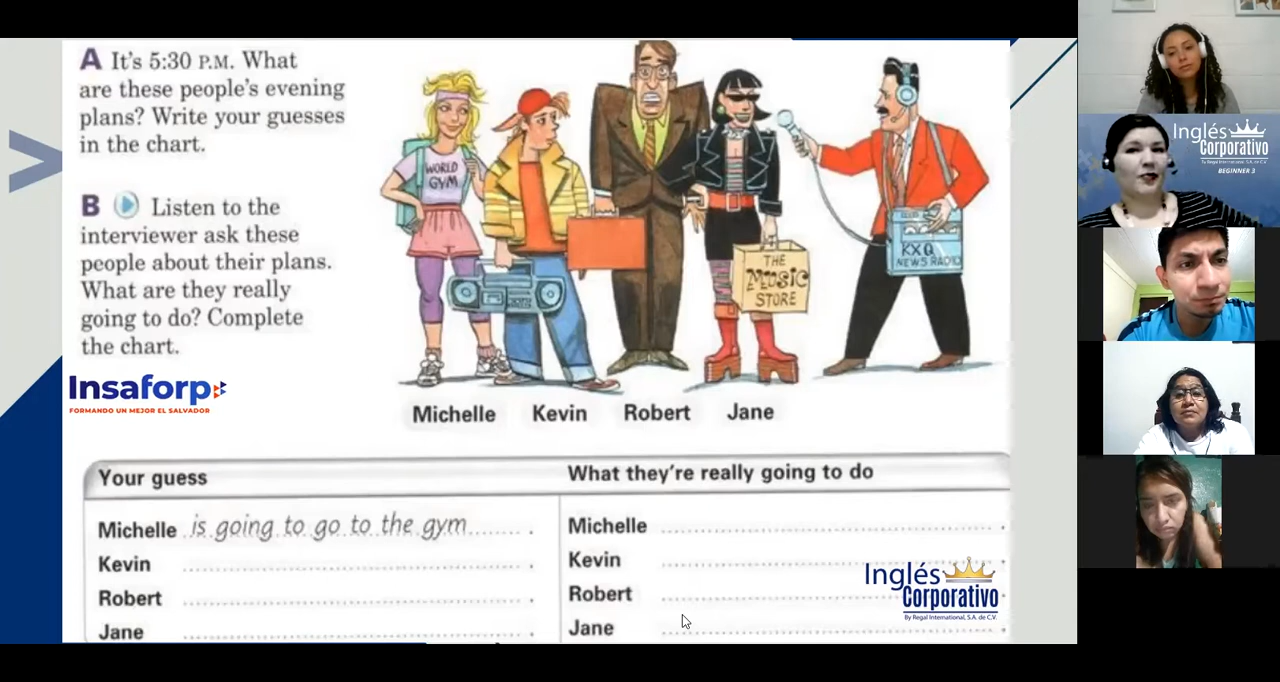 A It's 5:30 P.M. What
are these people's evening
plans? Write your guesses
in the chart.
B Listen to the
interviewer ask these
people about their plans.
What are they really
going to do? Complete
the chart.
Insaforp
FORMANDO UN MEJOR EL SALVADOR
WORLD
GYM
THE
MUSIC
STORE
KXQ
NEWS RADIO
Michelle Kevin Robert Jane
Your guess What they're really going to do
Michelle is going to go to the gym. Michelle
Kevin Kevin
Robert Robert
Jane Jane
Inglés
Corporativo
By Regal International, S.A. de C.V.
Inglés
Corporativo
By Regal International, S.A. de C.V.
BEGINNER 3